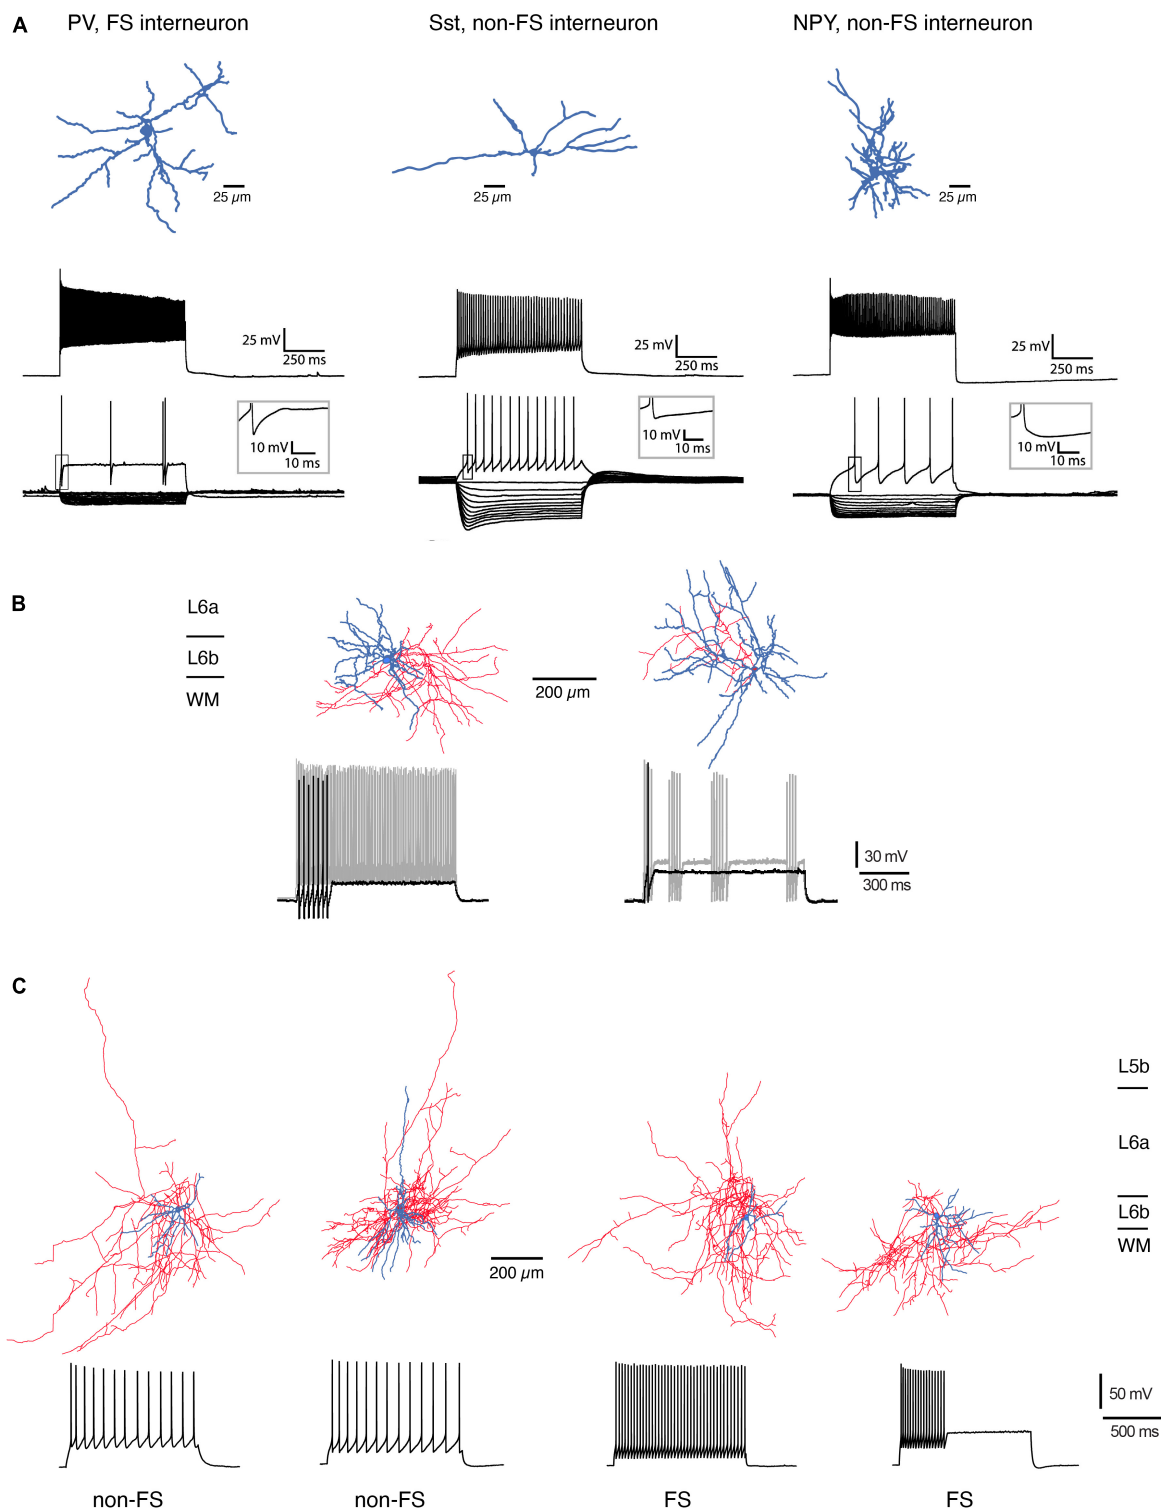 A
PV, FS interneuron
Sst, non-FS interneuron
NPY, non-FS interneuron
25 µm
25 µm
25 µm
25 mV
250 ms
25 mV
250 ms
25 mV
250 ms
10 mV
10 ms
10 mV
10 ms
10 mV
10 ms
B
L6a
L6b
WM
200 µm
30 mV
300 ms
C
L5b
L6a
L6b
WM
200 µm
50 mV
500 ms
non-FS
non-FS
FS
FS